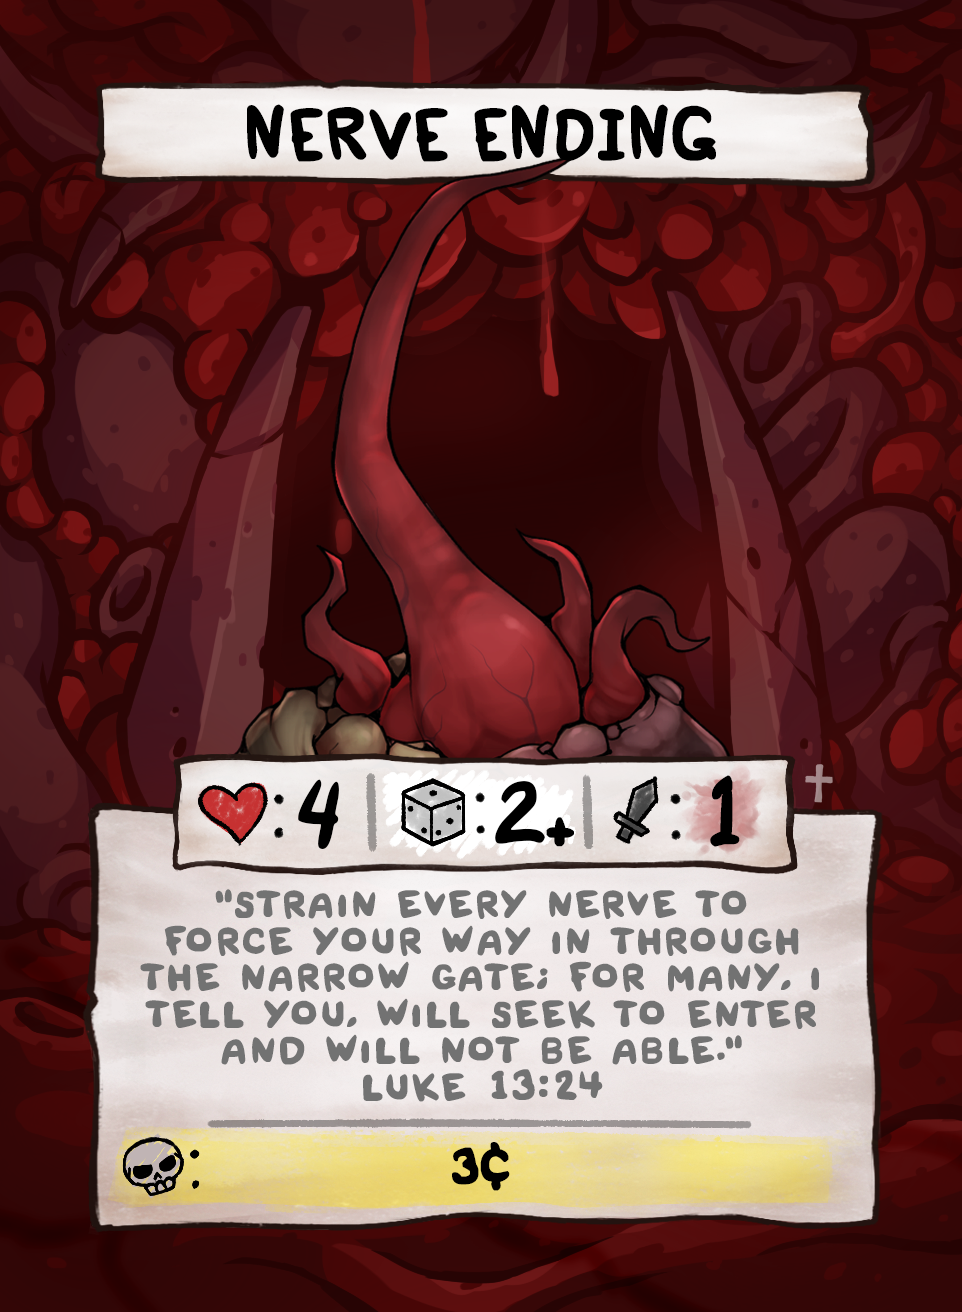 NERVE ENDING
: 4 : 2+ : 1
"STRAIN EVERY NERVE TO
FORCE YOUR WAY IN THROUGH
THE NARROW GATE; FOR MANY, I
TELL YOU, WILL SEEK TO ENTER
AND WILL NOT BE ABLE."
LUKE 13:24
: 3¢